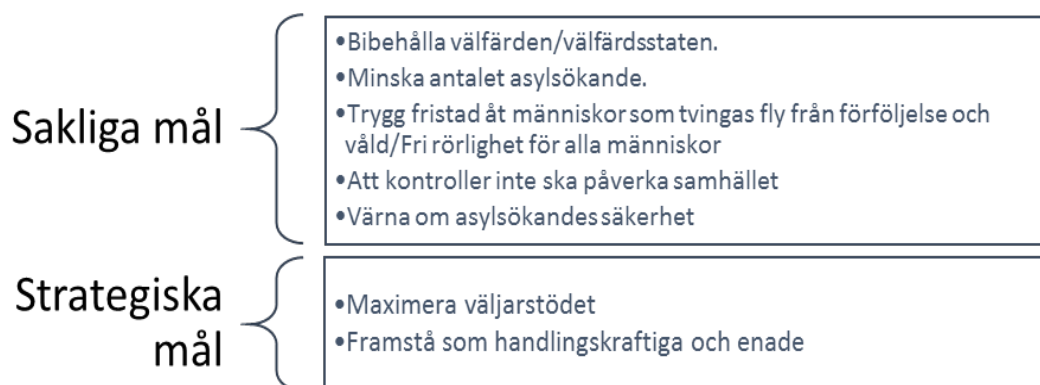 Sakliga mål
•Bibehålla välfärden/välfärdsstaten.
•Minska antalet asylsökande.
•Trygg fristad åt människor som tvingas fly från förföljelse och
våld/Fri rörlighet för alla människor
•Att kontroller inte ska påverka samhället
•Värna om asylsökandes säkerhet
Strategiska
mål
•Maximera väljarstödet
•Framstå som handlingskraftiga och enade